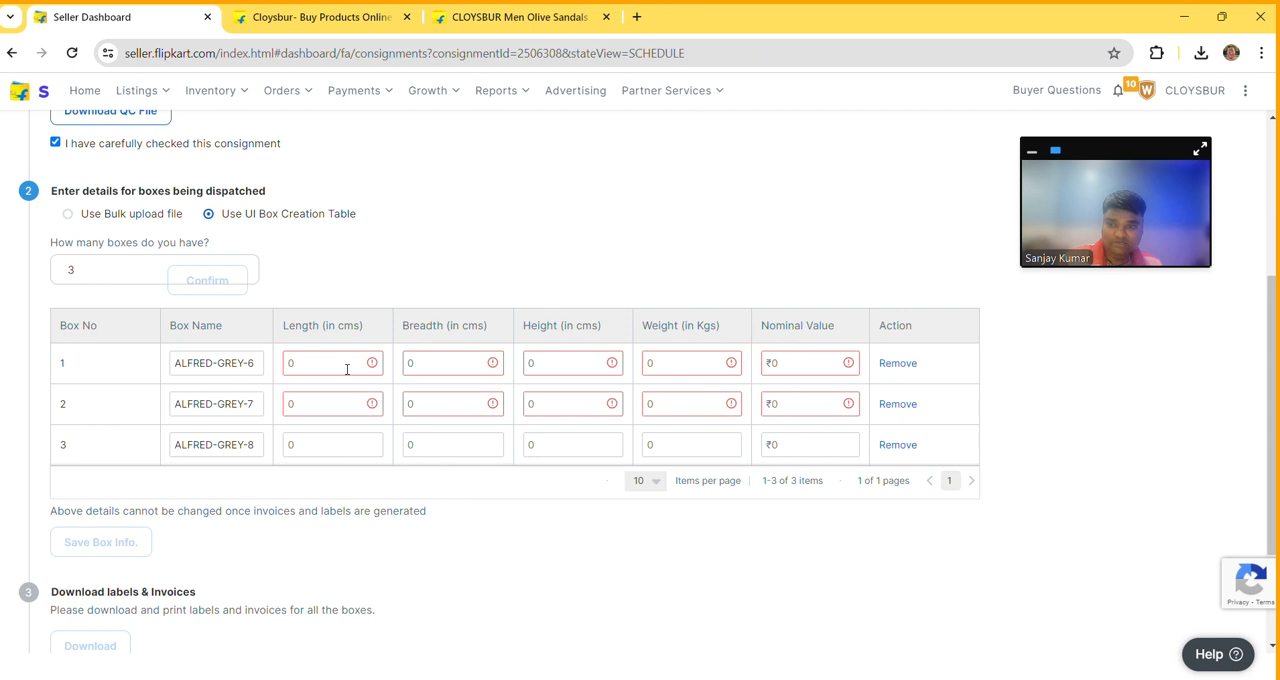 Seller Dashboard
Cloysbur- Buy Products Online
CLOYSBUR Men Olive Sandals
seller.flipkart.com/index.html#dashboard/fa/consignments?consignmentId=2506308&stateView=SCHEDULE
S Home Listings Inventory Orders Payments Growth Reports Advertising Partner Services Buyer Questions 10 W CLOYSBUR
Download QC File
I have carefully checked this consignment
2 Enter details for boxes being dispatched
Use Bulk upload file Use UI Box Creation Table
How many boxes do you have?
3
Confirm
Sanjay Kumar
Box No Box Name Length (in cms) Breadth (in cms) Height (in cms) Weight (in Kgs) Nominal Value Action
1 ALFRED-GREY-6 0 0 0 0 ₹0 Remove
2 ALFRED-GREY-7 0 0 0 0 ₹0 Remove
3 ALFRED-GREY-8 0 0 0 0 ₹0 Remove
10 Items per page 1-3 of 3 items 1 of 1 pages 1
Above details cannot be changed once invoices and labels are generated
Save Box Info.
3 Download labels & Invoices
Please download and print labels and invoices for all the boxes.
Download
Privacy - Terms
Help